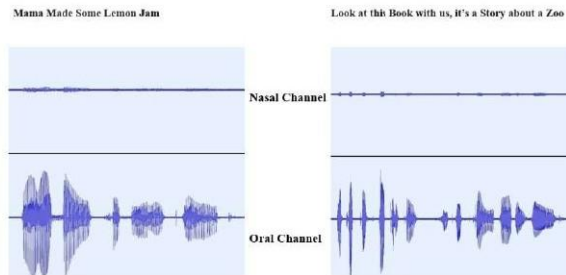 Mama Made Some Lemon Jam
Look at this Book with us, it's a Story about a Zoo
Nasal Channel
Oral Channel